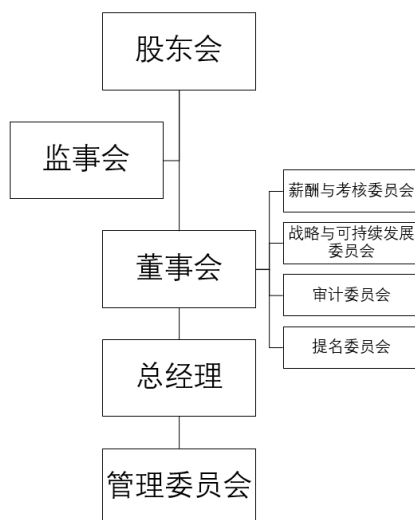 股东会
监事会
董事会
薪酬与考核委员会
战略与可持续发展
委员会
审计委员会
提名委员会
总经理
管理委员会